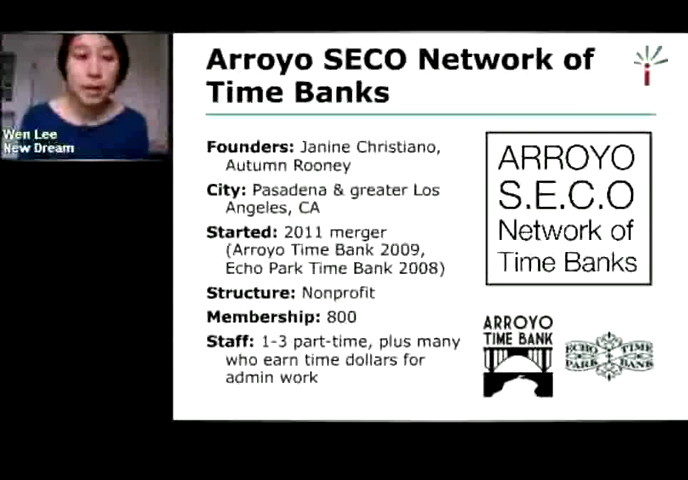 Wen Lee
New Dream
Arroyo SECO Network of
Time Banks
Founders: Janine Christiano,
Autumn Rooney
City: Pasadena & greater Los
Angeles, CA
Started: 2011 merger
(Arroyo Time Bank 2009,
Echo Park Time Bank 2008)
Structure: Nonprofit
Membership: 800
Staff: 1-3 part-time, plus many
who earn time dollars for
admin work
ARROYO
S.E.C.O
Network of
Time Banks
ARROYO
TIME BANK
ECHO TIME
PARK BANK